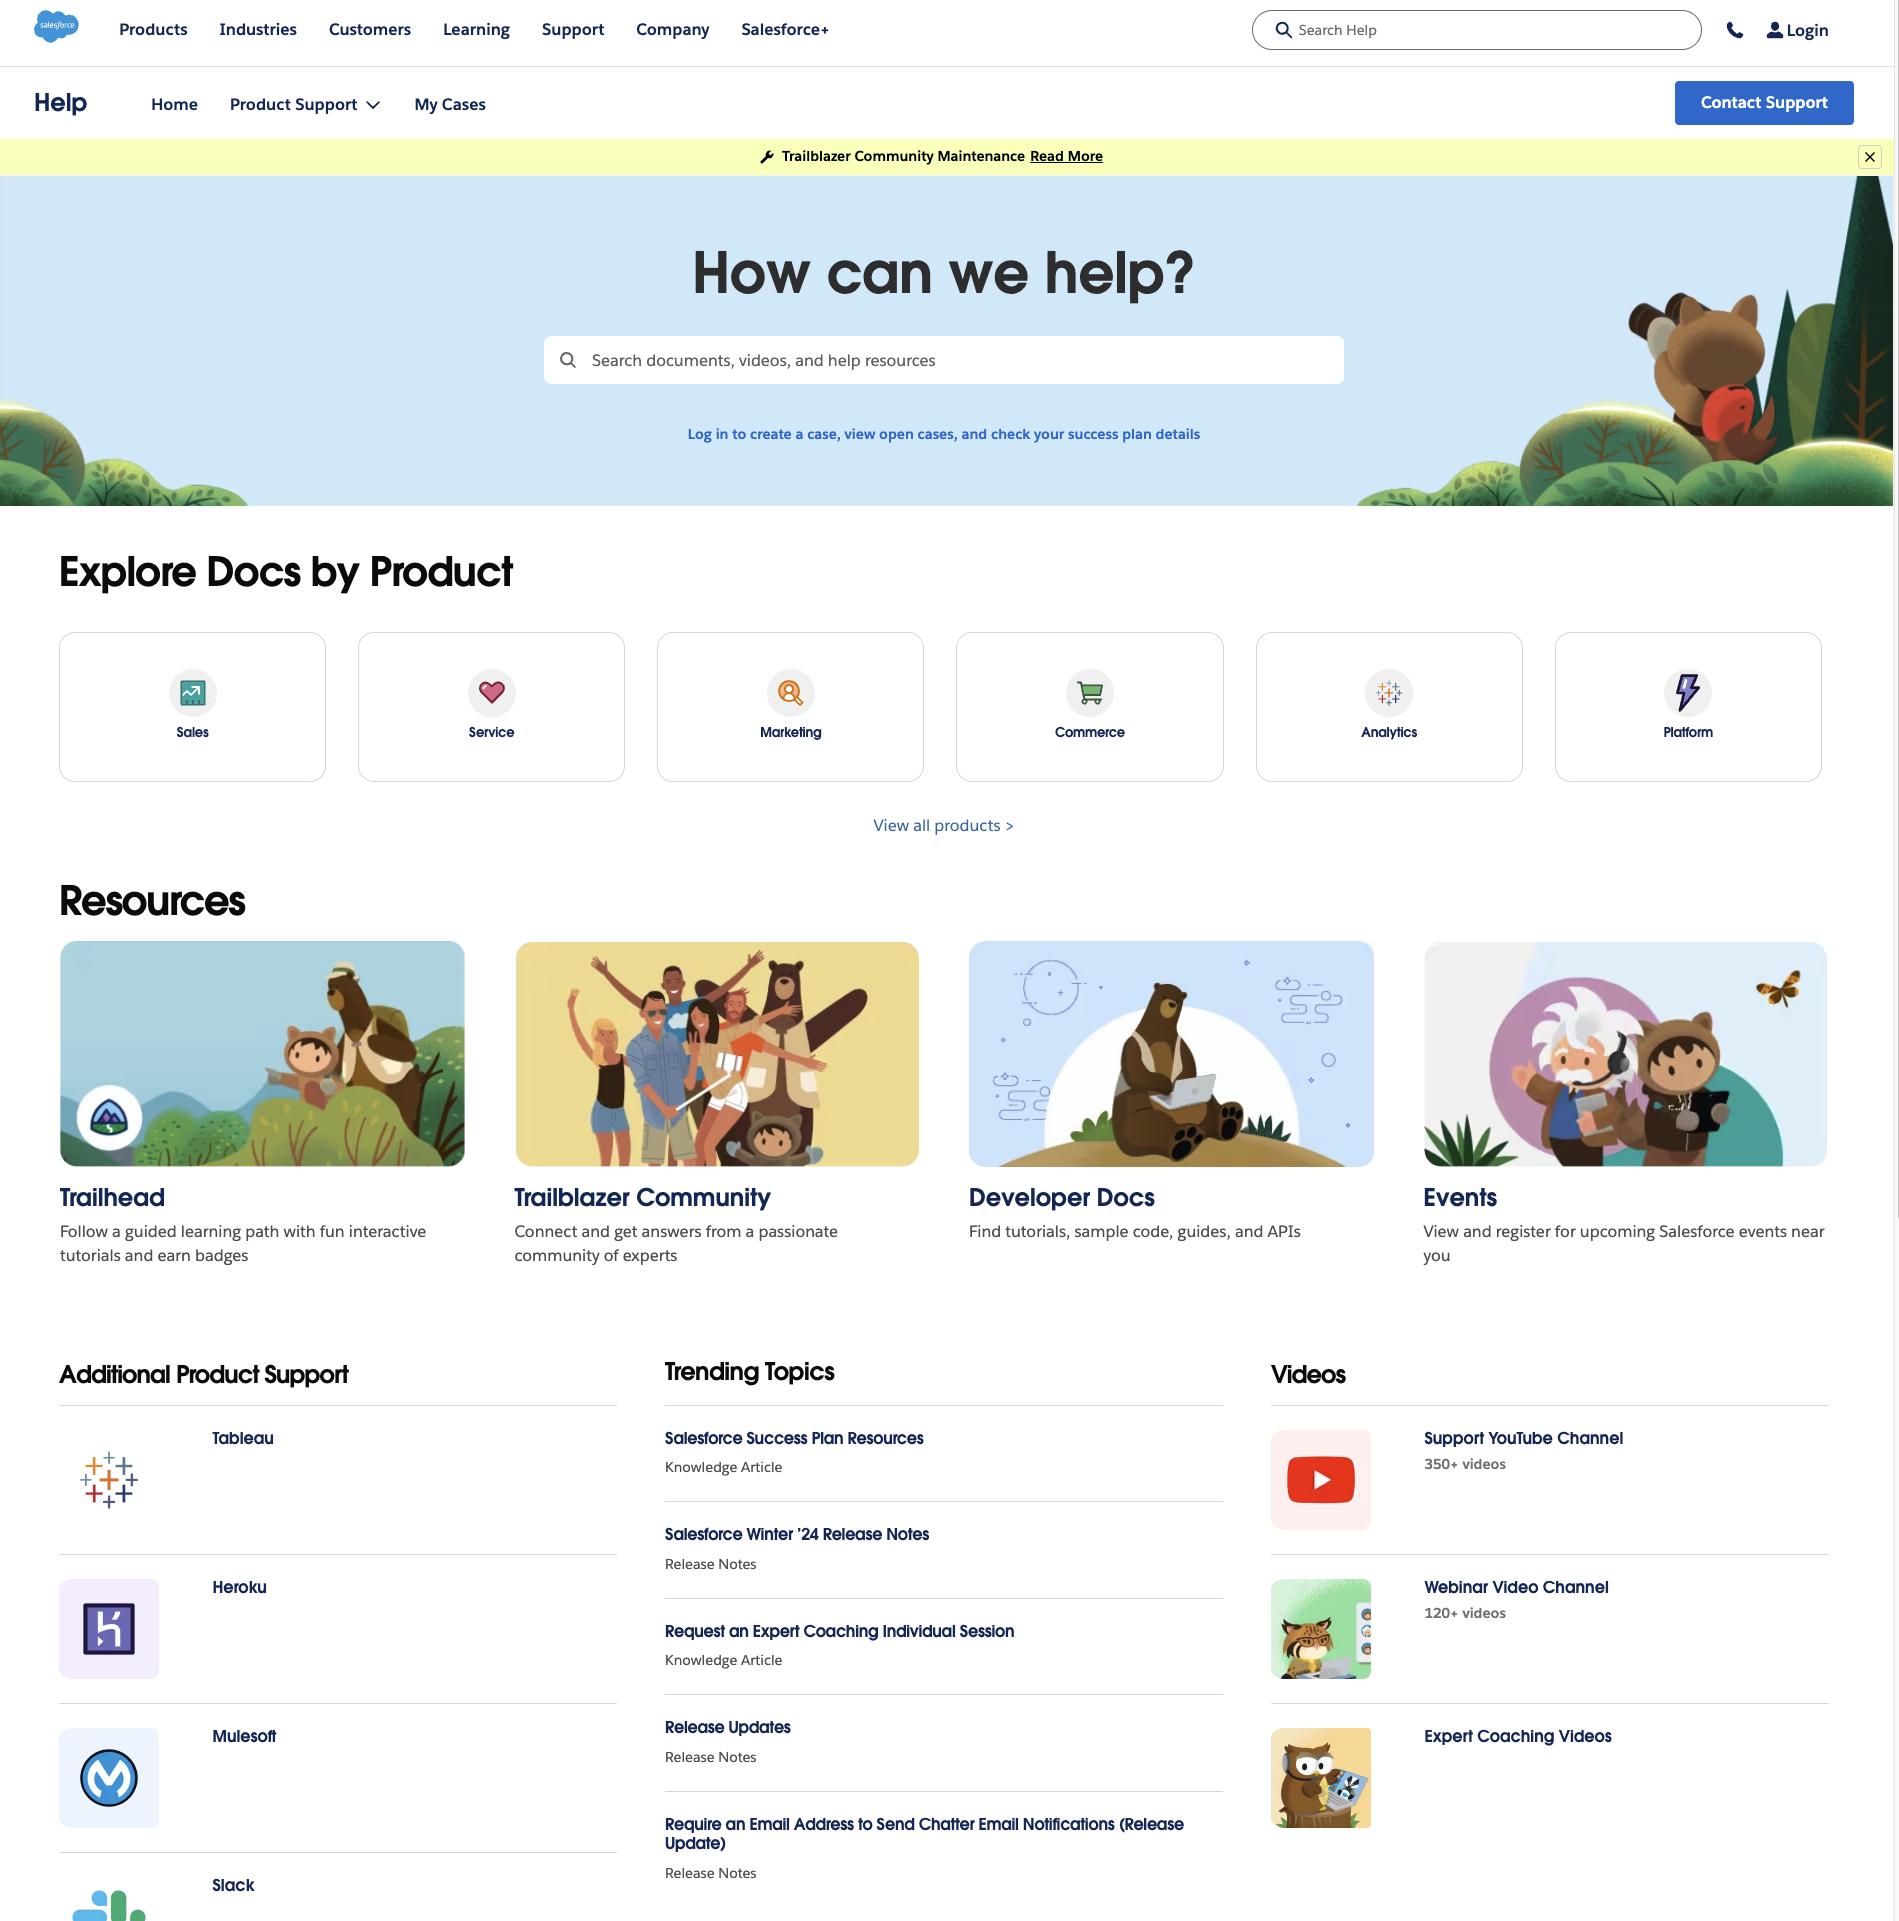 salesforce
Products Industries Customers Learning Support Company Salesforce+
Search Help
Login
Help
Home Product Support My Cases
Contact Support
Trailblazer Community Maintenance Read More
How can we help?
Search documents, videos, and help resources
Log in to create a case, view open cases, and check your success plan details
Explore Docs by Product
Sales
Service
Marketing
Commerce
Analytics
Platform
View all products >
Resources
Trailhead
Follow a guided learning path with fun interactive
tutorials and earn badges
Trailblazer Community
Connect and get answers from a passionate
community of experts
Developer Docs
Find tutorials, sample code, guides, and APIs
Events
View and register for upcoming Salesforce events near
you
Additional Product Support
Tableau
Heroku
Mulesoft
Slack
Trending Topics
Salesforce Success Plan Resources
Knowledge Article
Salesforce Winter ’24 Release Notes
Release Notes
Request an Expert Coaching Individual Session
Knowledge Article
Release Updates
Release Notes
Require an Email Address to Send Chatter Email Notifications (Release
Update)
Release Notes
Videos
Support YouTube Channel
350+ videos
Webinar Video Channel
120+ videos
Expert Coaching Videos